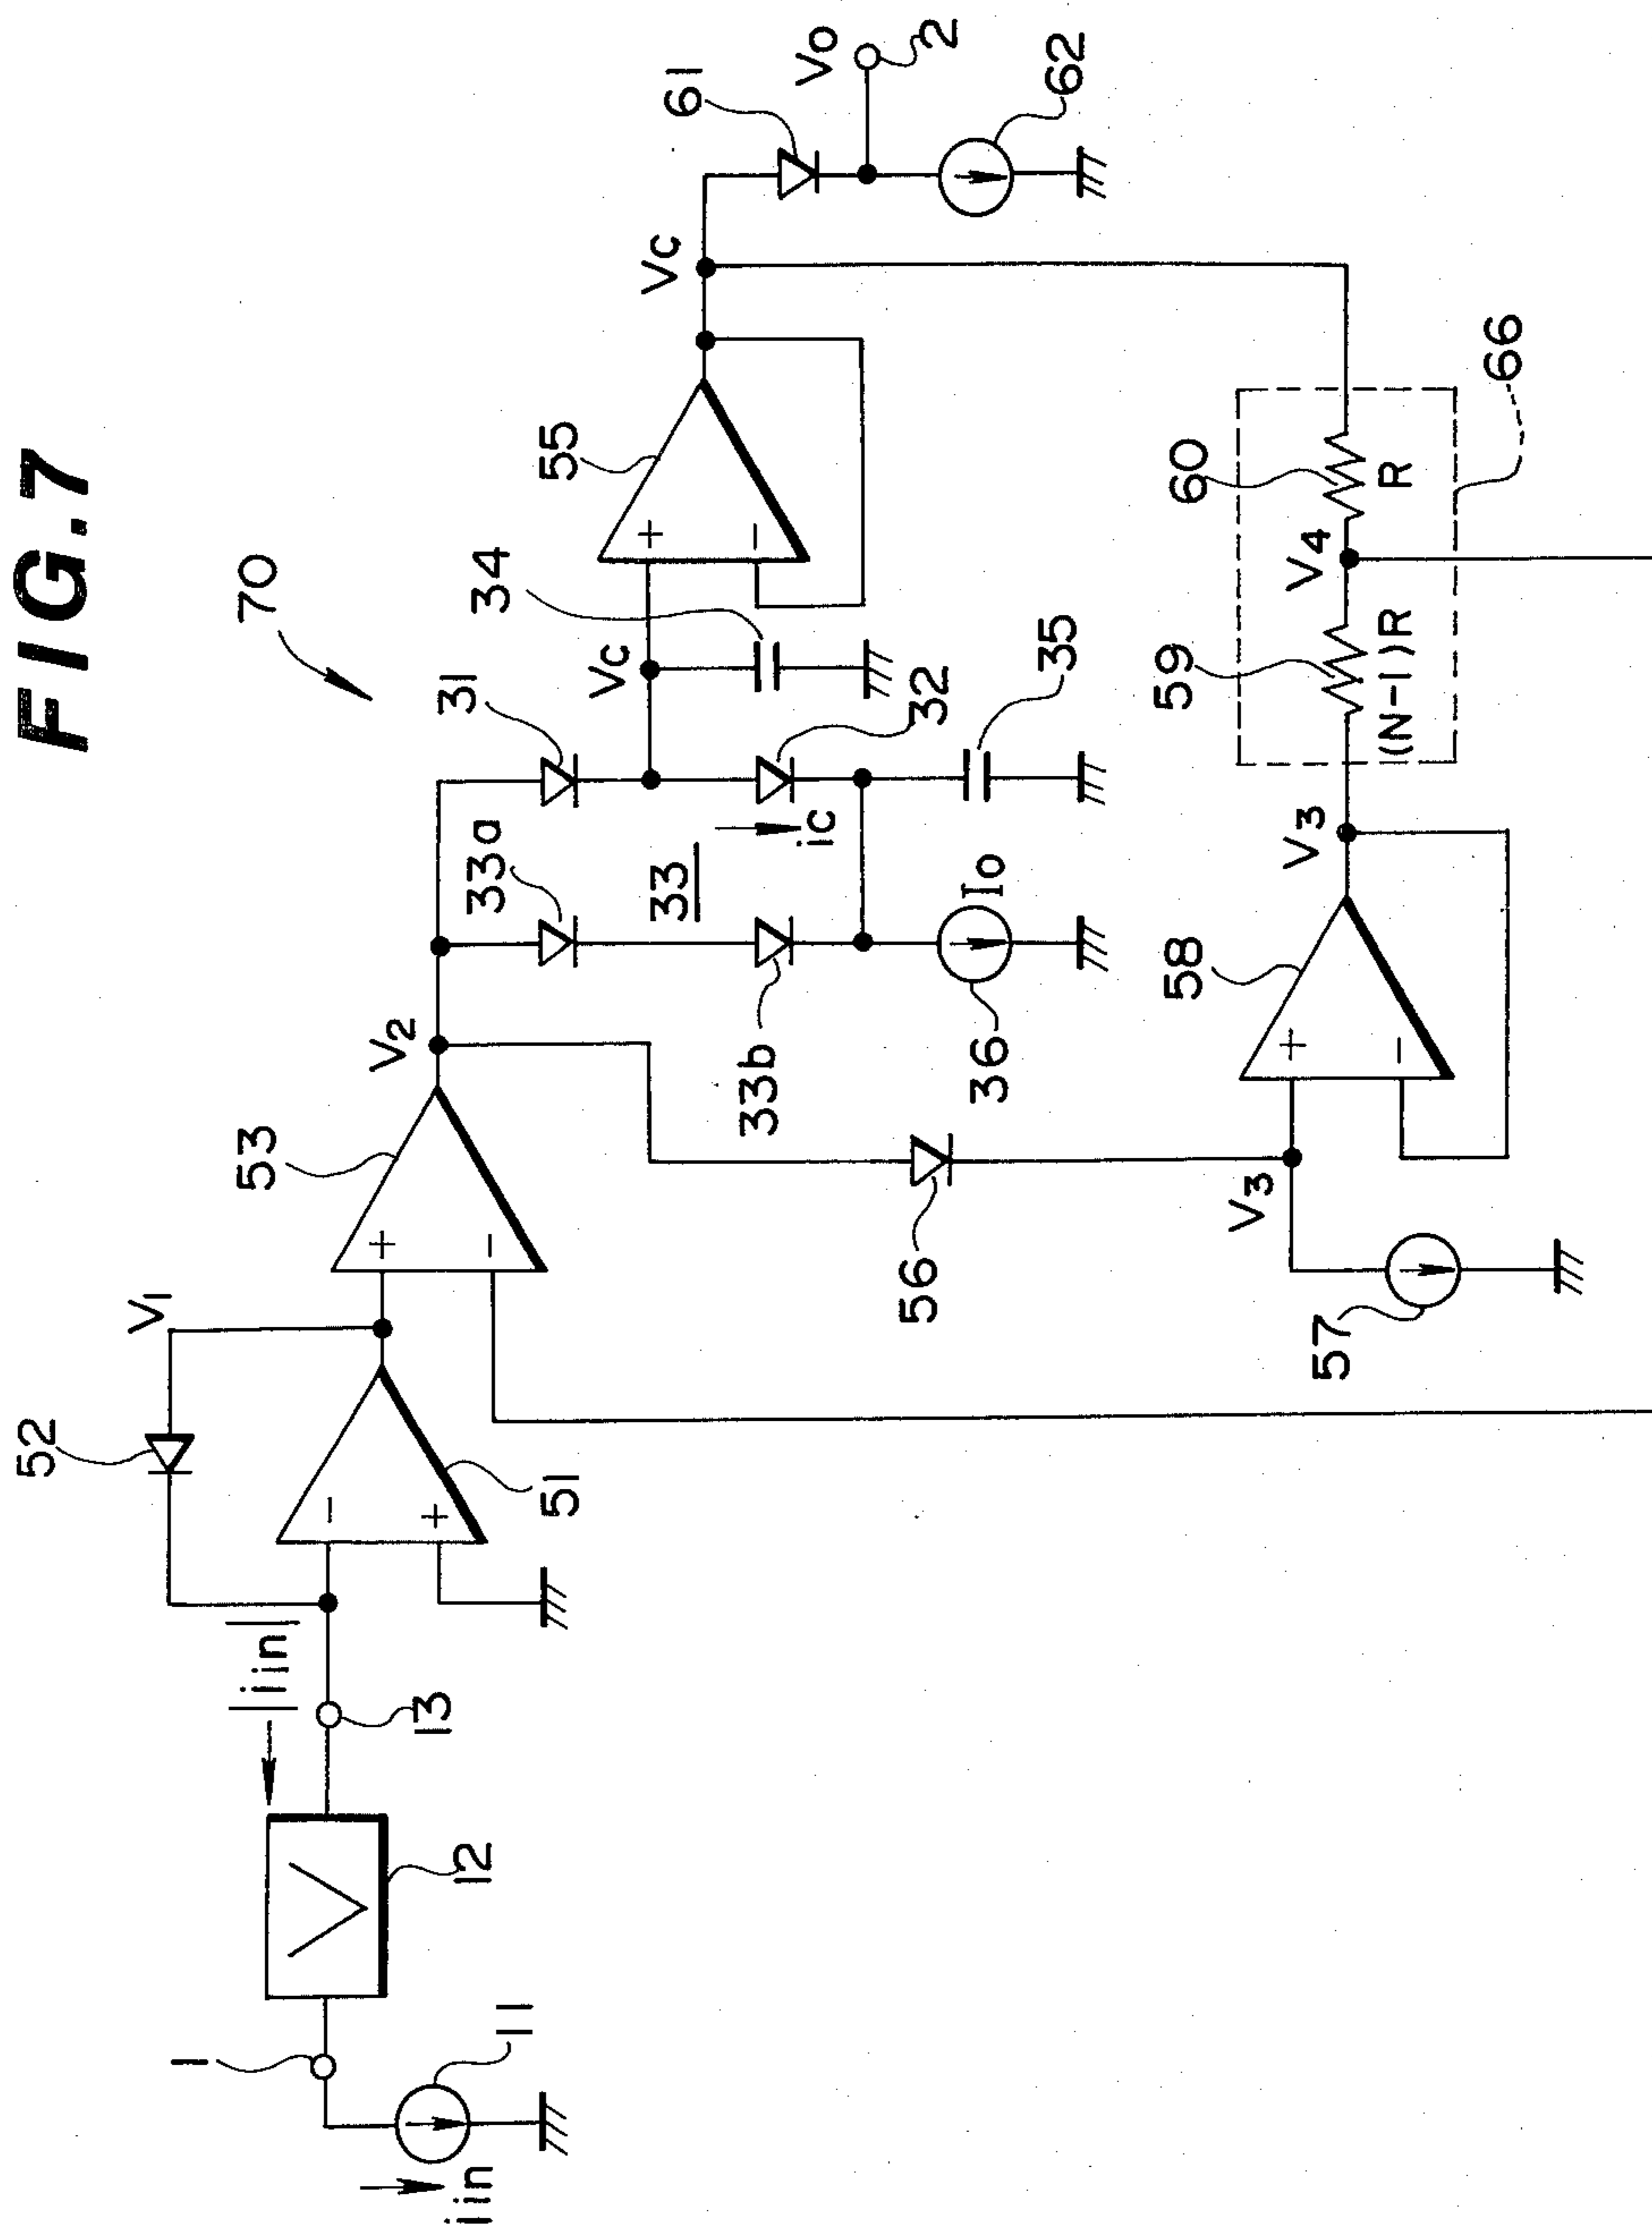 FIG.7
70
52
V1
53
V2
33a
31
Vc
34
55
Vc
61
Vo
2
62
+
−
33
ic
32
35
33b
36
Io
1
12
|iin|
13
−
+
51
+
−
56
V3
57
58
+
−
V3
59
(N-1)R
V4
60
R
66
iin
11